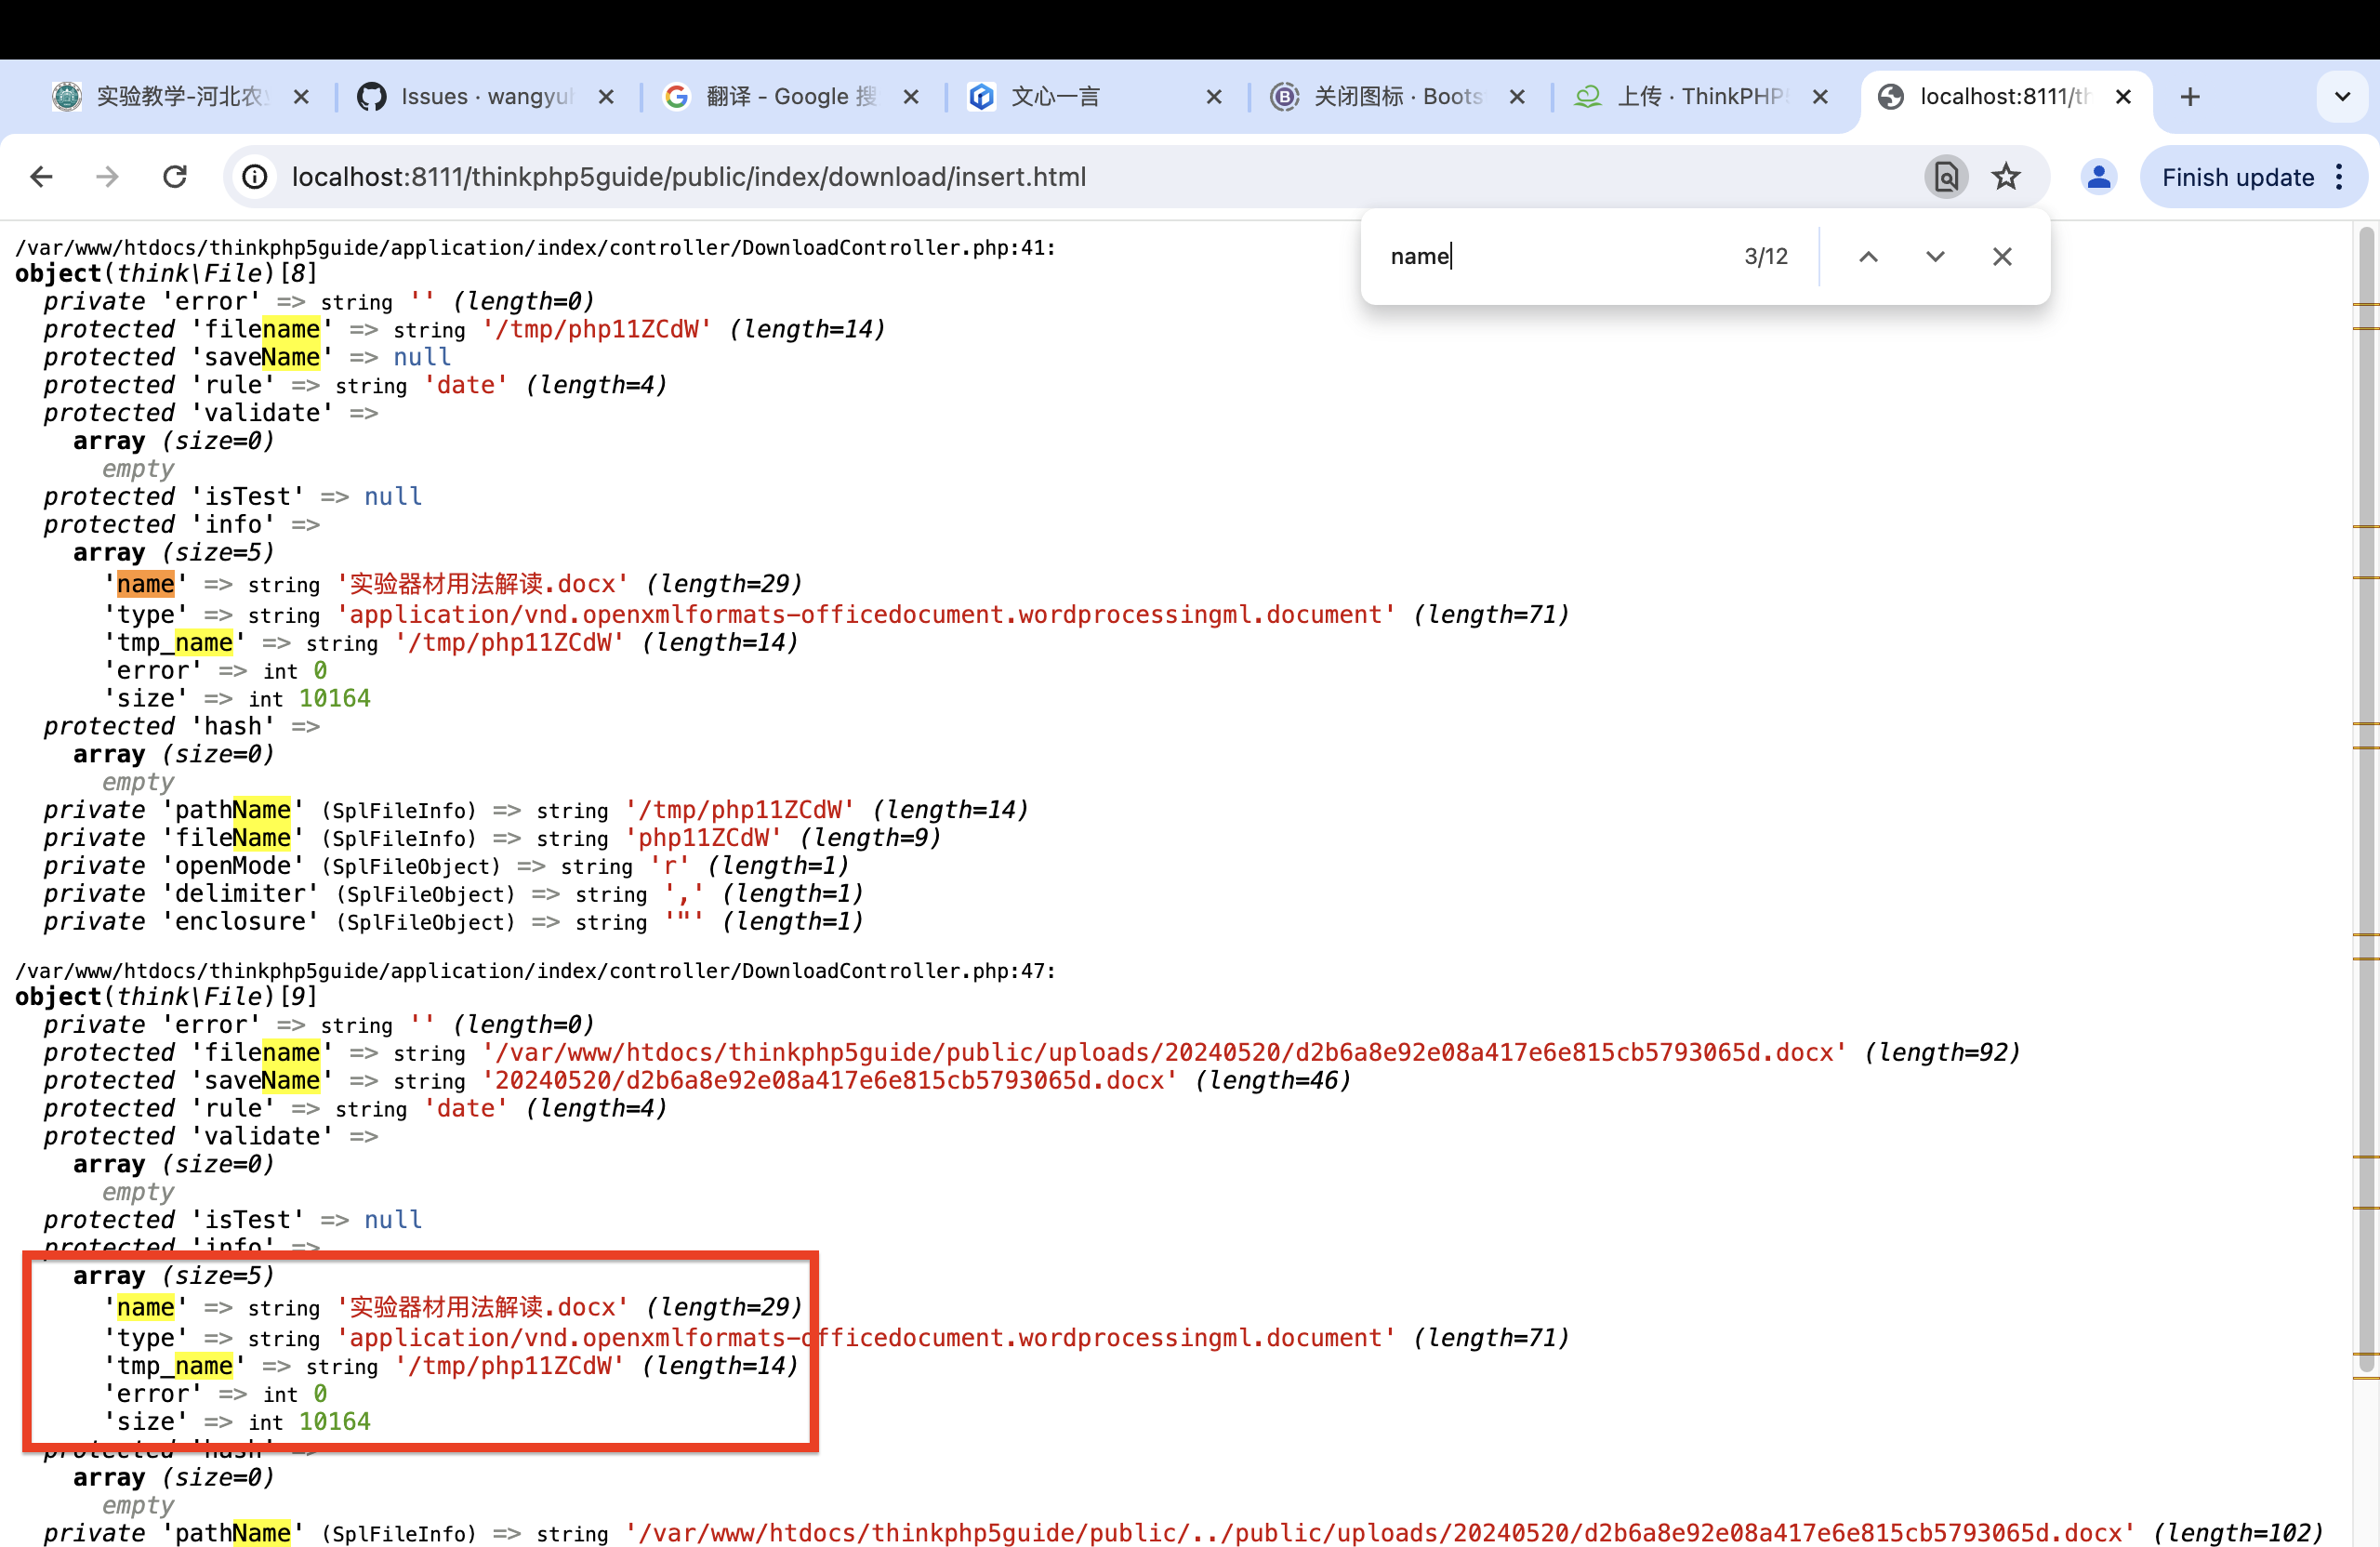 实验教学-河北农
Issues · wangyu
翻译 - Google 搜
文心一言
关闭图标 · Boots
上传 · ThinkPHP
localhost:8111/th
localhost:8111/thinkphp5guide/public/index/download/insert.html
Finish update
name
3/12
/var/www/htdocs/thinkphp5guide/application/index/controller/DownloadController.php:41:
object(think\File)[8]
private 'error' => string '' (length=0)
protected 'filename' => string '/tmp/php11ZCdW' (length=14)
protected 'saveName' => null
protected 'rule' => string 'date' (length=4)
protected 'validate' =>
array (size=0)
empty
protected 'isTest' => null
protected 'info' =>
array (size=5)
'name' => string '实验器材用法解读.docx' (length=29)
'type' => string 'application/vnd.openxmlformats-officedocument.wordprocessingml.document' (length=71)
'tmp_name' => string '/tmp/php11ZCdW' (length=14)
'error' => int 0
'size' => int 10164
protected 'hash' =>
array (size=0)
empty
private 'pathName' (SplFileInfo) => string '/tmp/php11ZCdW' (length=14)
private 'fileName' (SplFileInfo) => string 'php11ZCdW' (length=9)
private 'openMode' (SplFileObject) => string 'r' (length=1)
private 'delimiter' (SplFileObject) => string ',' (length=1)
private 'enclosure' (SplFileObject) => string '"' (length=1)
/var/www/htdocs/thinkphp5guide/application/index/controller/DownloadController.php:47:
object(think\File)[9]
private 'error' => string '' (length=0)
protected 'filename' => string '/var/www/htdocs/thinkphp5guide/public/uploads/20240520/d2b6a8e92e08a417e6e815cb5793065d.docx' (length=92)
protected 'saveName' => string '20240520/d2b6a8e92e08a417e6e815cb5793065d.docx' (length=46)
protected 'rule' => string 'date' (length=4)
protected 'validate' =>
array (size=0)
empty
protected 'isTest' => null
protected 'info' =>
array (size=5)
'name' => string '实验器材用法解读.docx' (length=29)
'type' => string 'application/vnd.openxmlformats-officedocument.wordprocessingml.document' (length=71)
'tmp_name' => string '/tmp/php11ZCdW' (length=14)
'error' => int 0
'size' => int 10164
protected 'hash' =>
array (size=0)
empty
private 'pathName' (SplFileInfo) => string '/var/www/htdocs/thinkphp5guide/public/../public/uploads/20240520/d2b6a8e92e08a417e6e815cb5793065d.docx' (length=102)